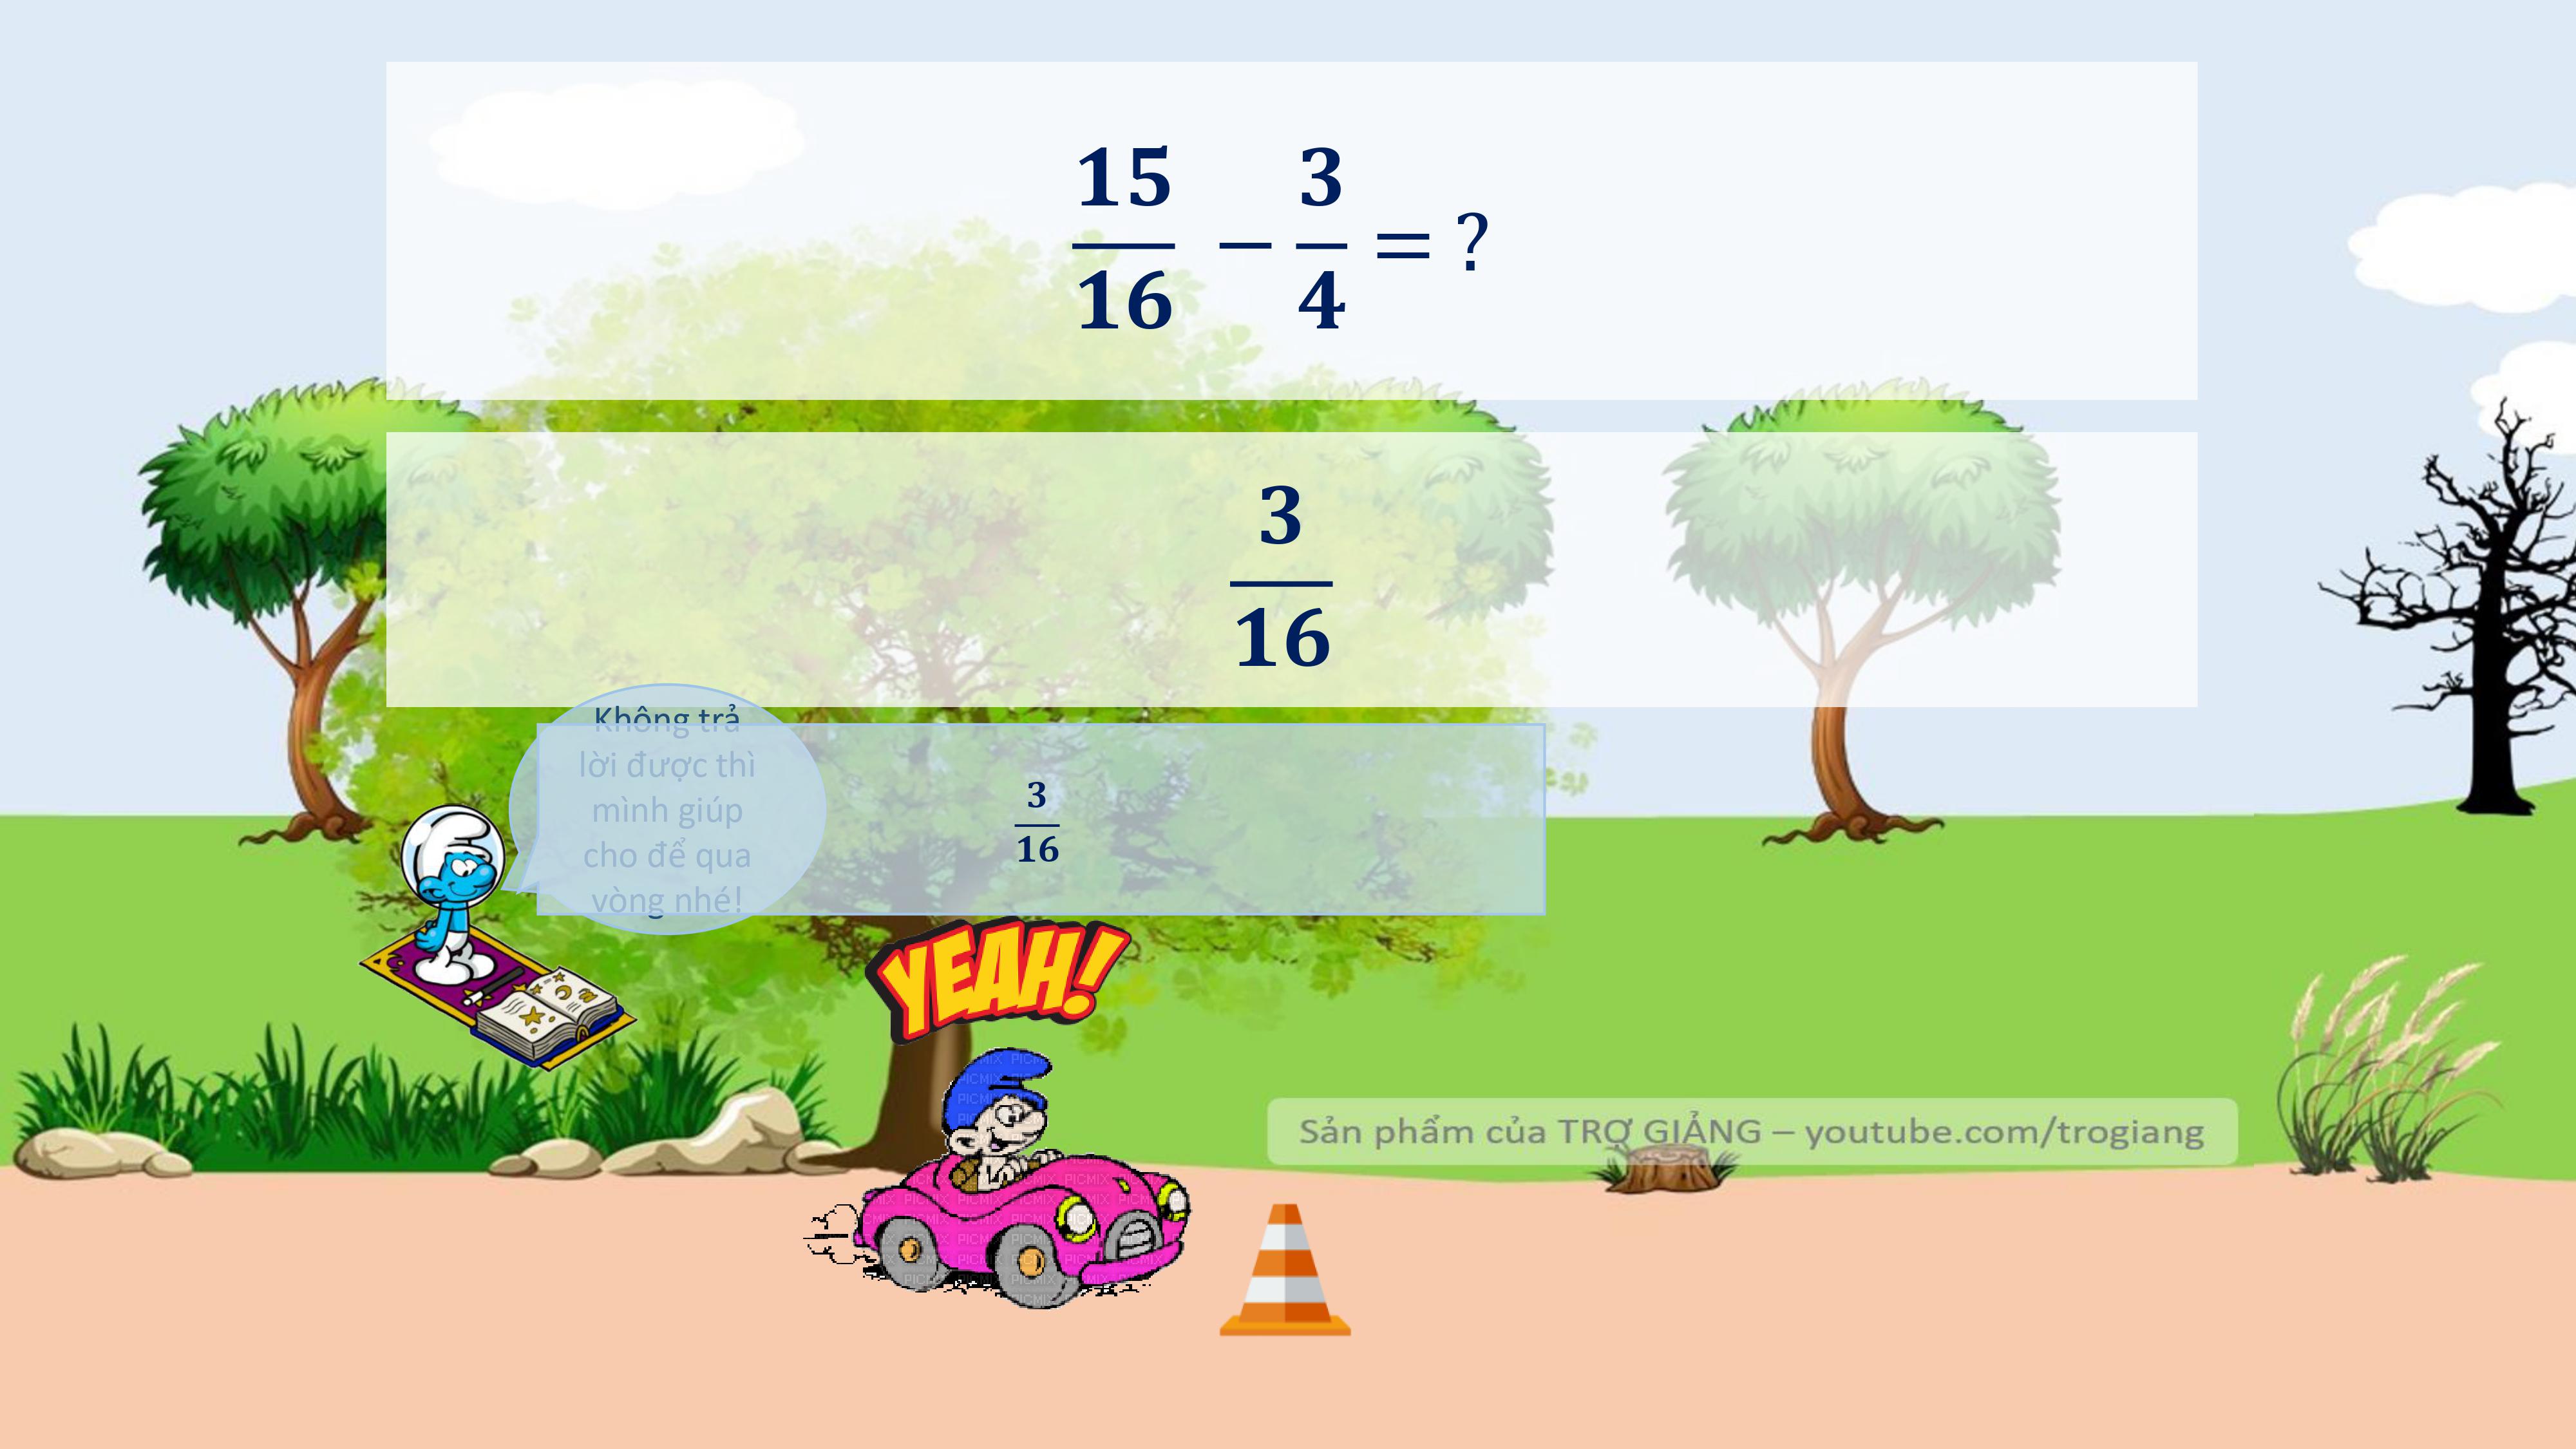 15/16 − 3/4 = ?
3/16
Không trả
lời được thì
mình giúp
cho để qua
vòng nhé!
3/16
YEAH!
Sản phẩm của TRỢ GIẢNG – youtube.com/trogiang